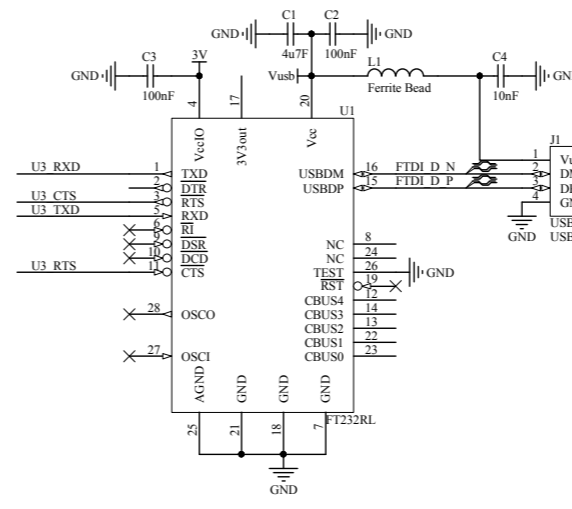 C1
C2
GND
GND
4u7F
100nF
C3
3V
L1
C4
GND
Vusb
GND
100nF
Ferrite Bead
10nF
4
17
20
U1
J1
VccIO
3V3out
Vcc
U3_RXD
1
TXD
USBDM
16
FTDI_D_N
1
2
2
DTR
USBDP
15
FTDI_D_P
3
U3_CTS
3
RTS
4
U3_TXD
5
RXD
6
RI
GND
9
DSR
NC
8
10
DCD
NC
24
U3_RTS
11
CTS
TEST
26
GND
RST
19
CBUS4
12
28
OSCO
CBUS3
14
CBUS2
13
CBUS1
22
27
OSCI
CBUS0
23
AGND
GND
GND
GND
25
21
18
7
FT232RL
GND